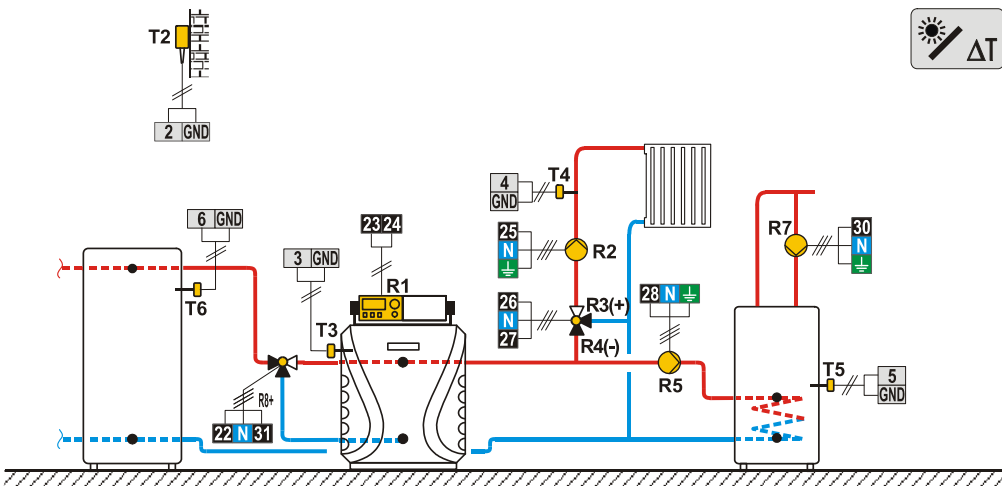 T2
ΔT
2 GND
6 GND
23 24
3 GND
4
GND
T4
25
N
R2
R7
30
N
T6
R1
T3
26
N
27
R3(+)
R4(-)
28 N
R5
T5
5
GND
R8+
22 N 31